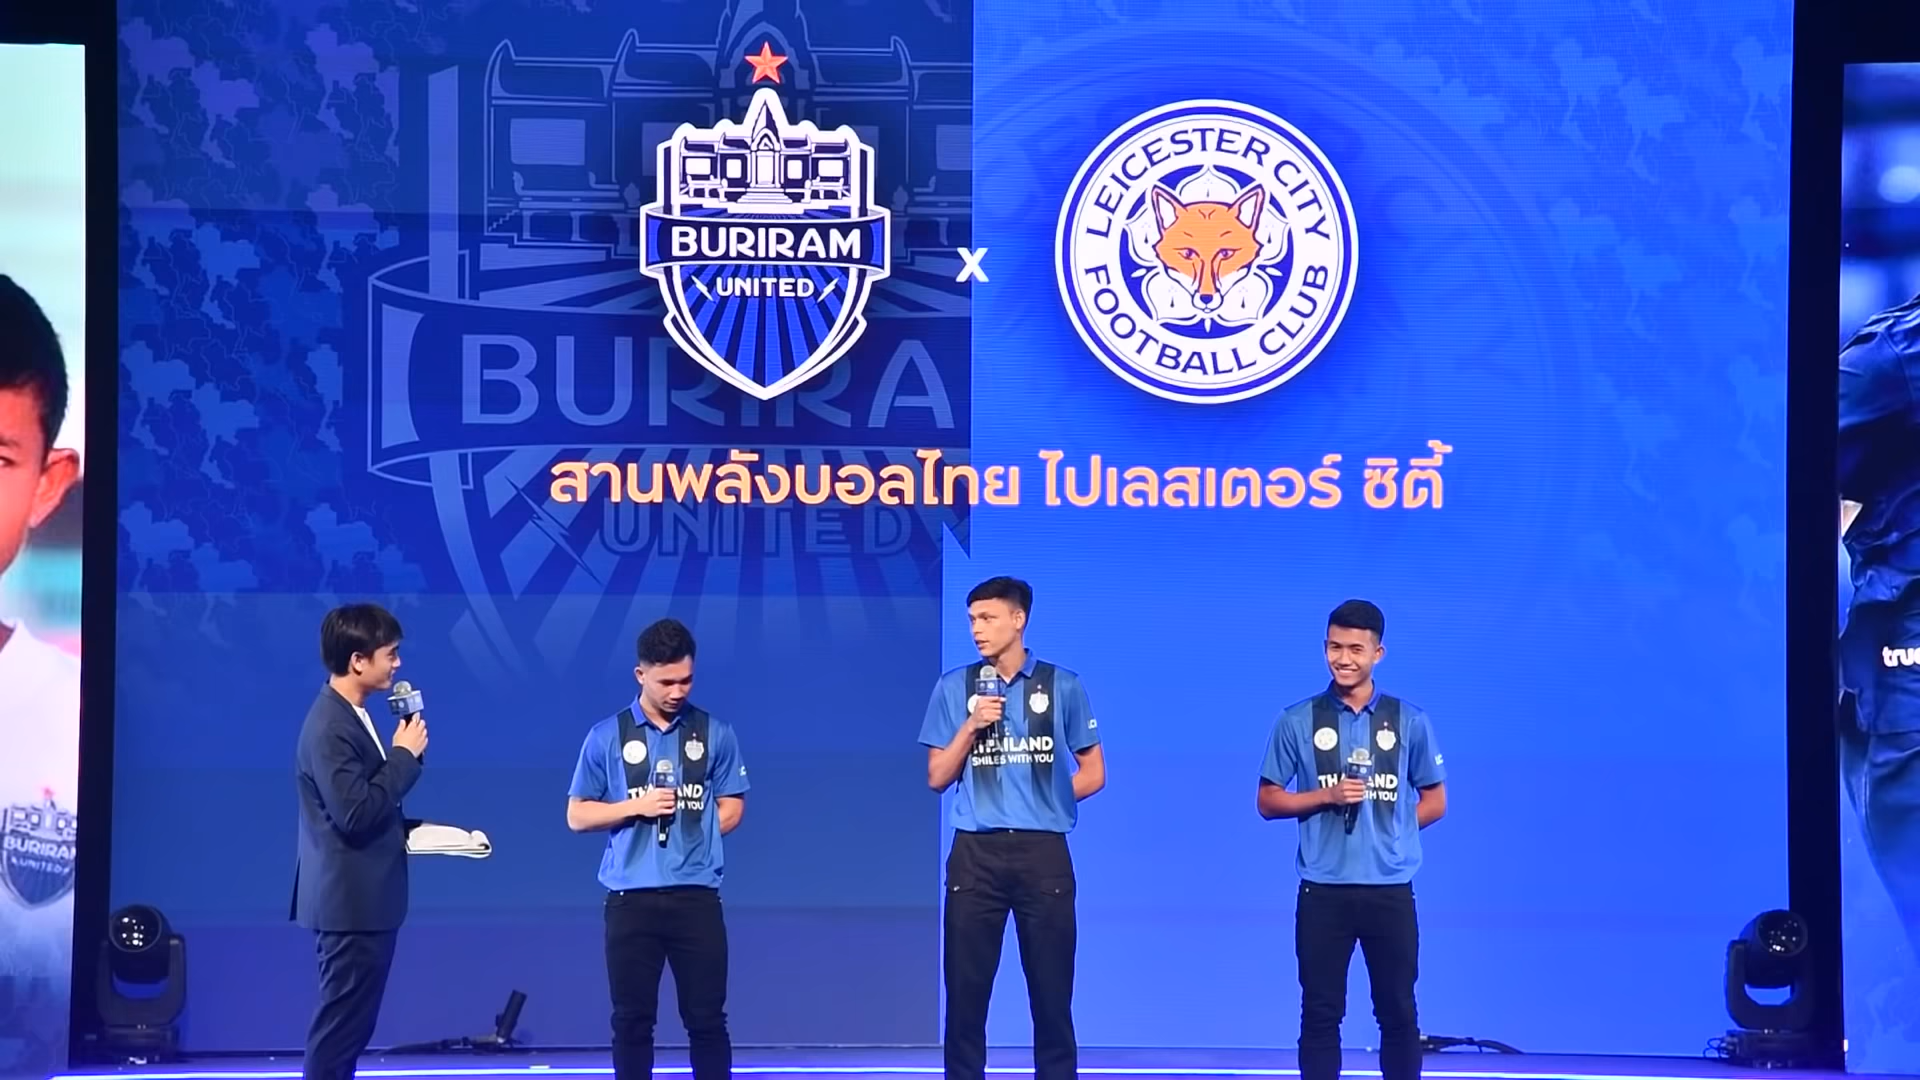 BURIRAM
UNITED
x
LEICESTER CITY
FOOTBALL CLUB
สานพลังบอลไทย ไปเลสเตอร์ ซิตี้
BURIRA
UNITED
THAILAND
SMILES WITH YOU
BURIRAM
UNITED
true